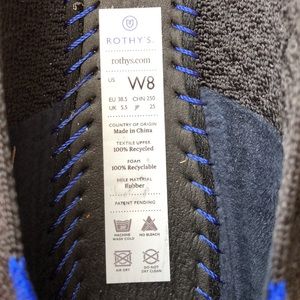 ROTHY'S
rothys.com
US W8
EU 38.5 CHN 250
UK 5.5 JP 25
COUNTRY OF ORIGIN
Made in China
TEXTILE UPPER
100% Recycled
FOAM
100% Recycled
SOLE MATERIAL
Rubber
PATENT PENDING
MACHINE WASH COLD
NO BLEACH
AIR DRY
DO NOT DRY CLEAN